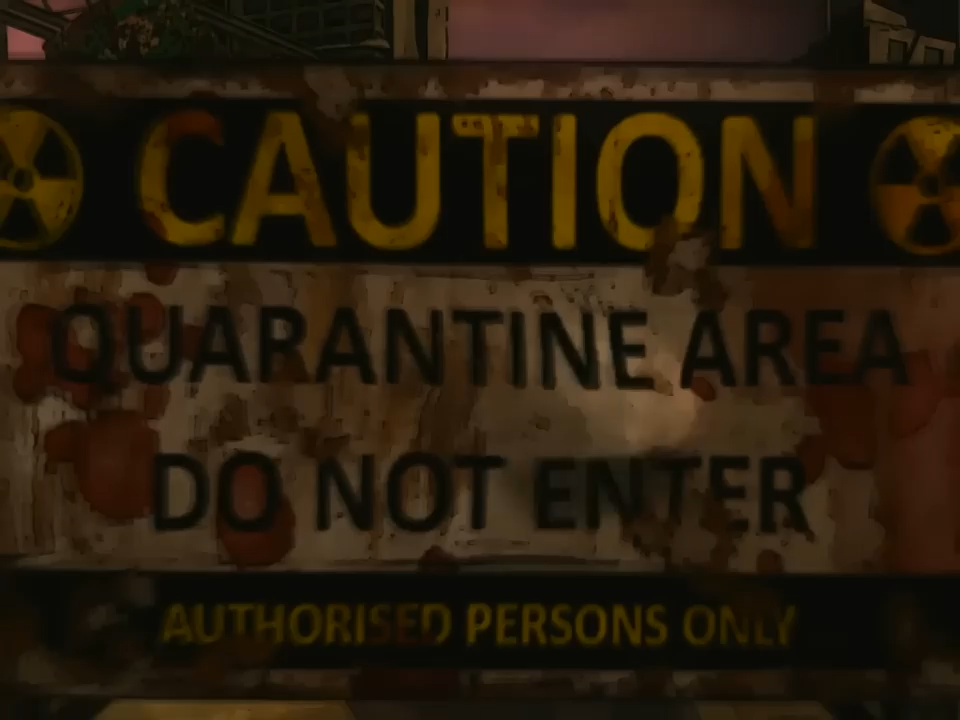 CAUTION
QUARANTINE AREA
DO NOT ENTER
AUTHORISED PERSONS ONLY